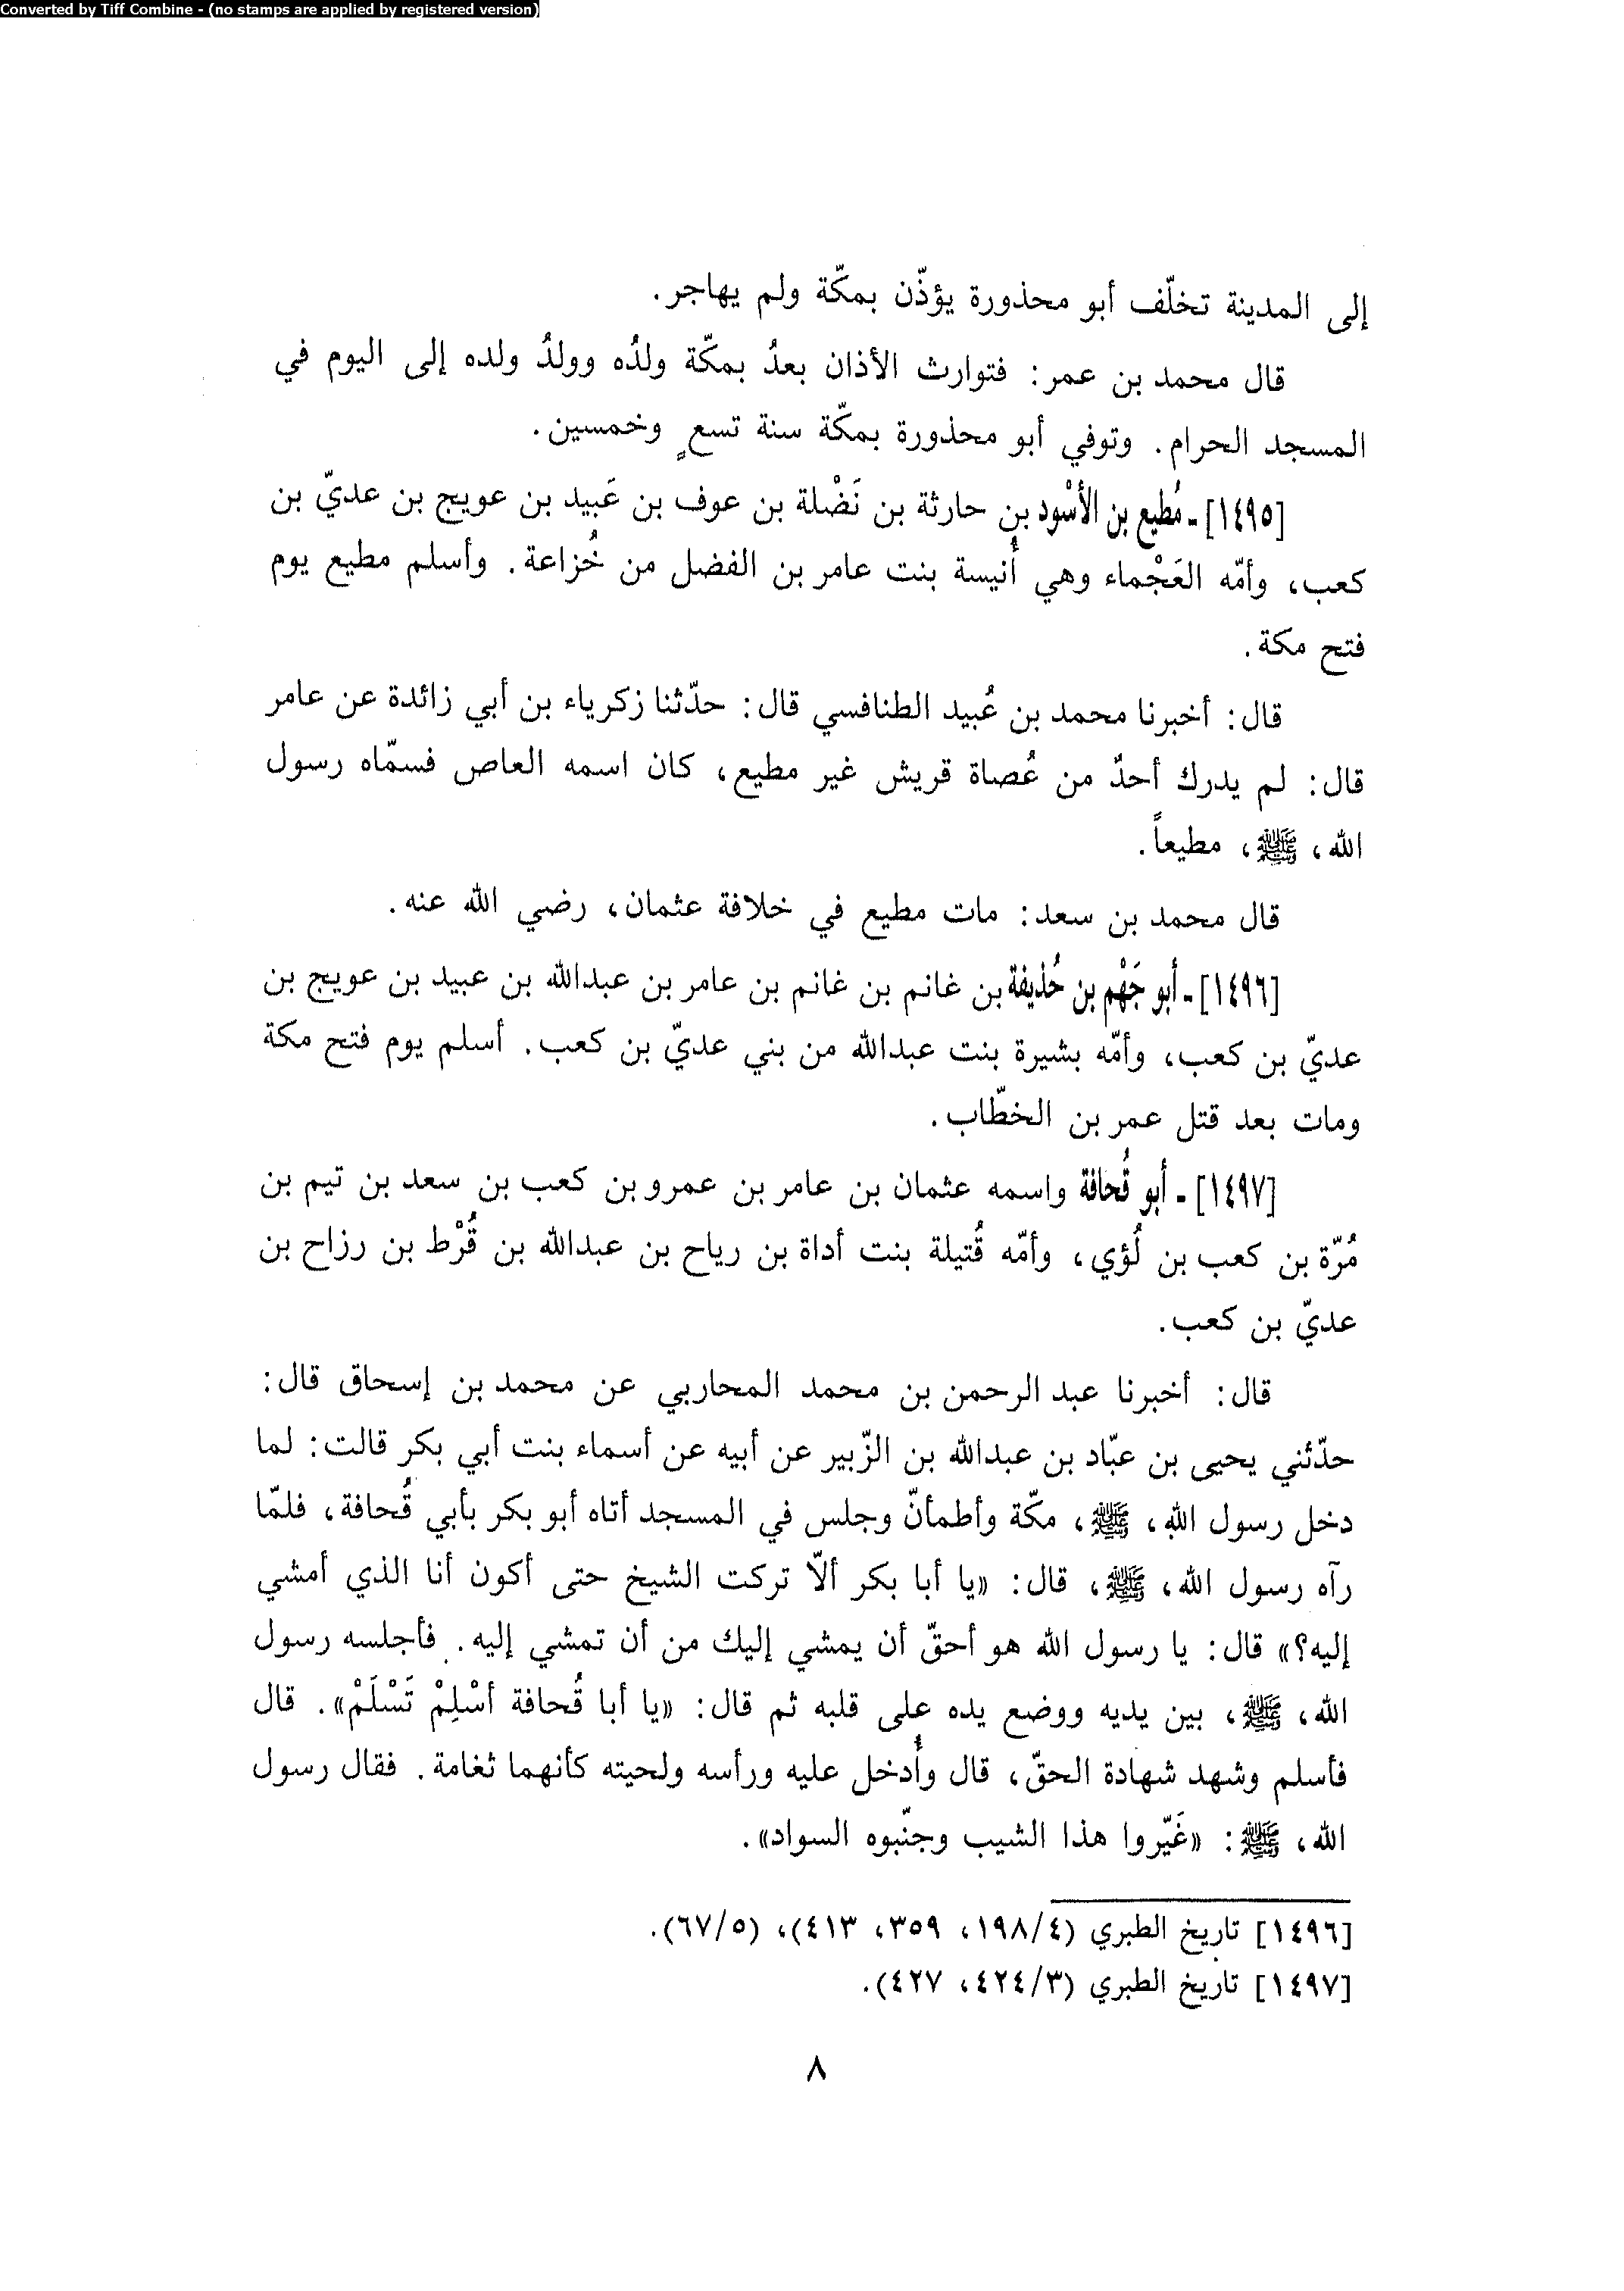 Converted by Tiff Combine - (no stamps are applied by registered version)
إلى المدينة تخلّف أبو محذورة يؤذّن بمكّة ولم يهاجر.
قال محمد بن عمر: فتوارث الأذان بعدُ بمكّة ولدُه وولدُ ولده إلى اليوم في
المسجد الحرام. وتوفي أبو محذورة بمكّة سنة تسعٍ وخمسين.
[١٤٩٥] ـ مُطيع بن الأسْود بن حارثة بن نَضْلة بن عوف بن عَبيد بن عويج بن عديّ بن
كعب، وأمّه العَجْماء وهي أُنيسة بنت عامر بن الفضل من خُزاعة. وأسلم مطيع يوم
فتح مكة.
قال: أخبرنا محمد بن عُبيد الطنافسي قال: حدّثنا زكرياء بن أبي زائدة عن عامر
قال: لم يدرك أحدٌ من عُصاة قريش غير مطيع، كان اسمه العاص فسمّاه رسول
الله، ﷺ، مطيعاً.
قال محمد بن سعد: مات مطيع في خلافة عثمان، رضي الله عنه.
[١٤٩٦] ـ أبو جَهْم بن حُذيفة بن غانم بن غانم بن عامر بن عبدالله بن عبيد بن عويج بن
عديّ بن كعب، وأمّه بشيرة بنت عبدالله من بني عديّ بن كعب. أسلم يوم فتح مكة
ومات بعد قتل عمر بن الخطّاب.
[١٤٩٧] ـ أبو قُحافة واسمه عثمان بن عامر بن عمرو بن كعب بن سعد بن تيم بن
مُرّة بن كعب بن لُؤي، وأمّه قُتيلة بنت أداة بن رياح بن عبدالله بن قُرْط بن رزاح بن
عديّ بن كعب.
قال: أخبرنا عبد الرحمن بن محمد المحاربي عن محمد بن إسحاق قال:
حدّثني يحيى بن عبّاد بن عبدالله بن الزّبير عن أبيه عن أسماء بنت أبي بكر قالت: لما
دخل رسول الله، ﷺ، مكّة وأطمأنّ وجلس في المسجد أتاه أبو بكر بأبي قُحافة، فلمّا
رآه رسول الله، ﷺ، قال: «يا أبا بكر ألاّ تركت الشيخ حتى أكون أنا الذي أمشي
إليه؟» قال: يا رسول الله هو أحقّ أن يمشي إليك من أن تمشي إليه. فأجلسه رسول
الله، ﷺ، بين يديه ووضع يده على قلبه ثم قال: «يا أبا قُحافة أسْلِمْ تَسْلَمْ». قال
فأسلم وشهد شهادة الحقّ، قال وأُدخل عليه ورأسه ولحيته كأنهما ثغامة. فقال رسول
الله، ﷺ: «غَيّروا هذا الشيب وجنّبوه السواد».
[١٤٩٦] تاريخ الطبري (١٩٨/٤، ٣٥٩، ٤١٣)، (٦٧/٥).
[١٤٩٧] تاريخ الطبري (٤٢٤/٣، ٤٢٧).
٨